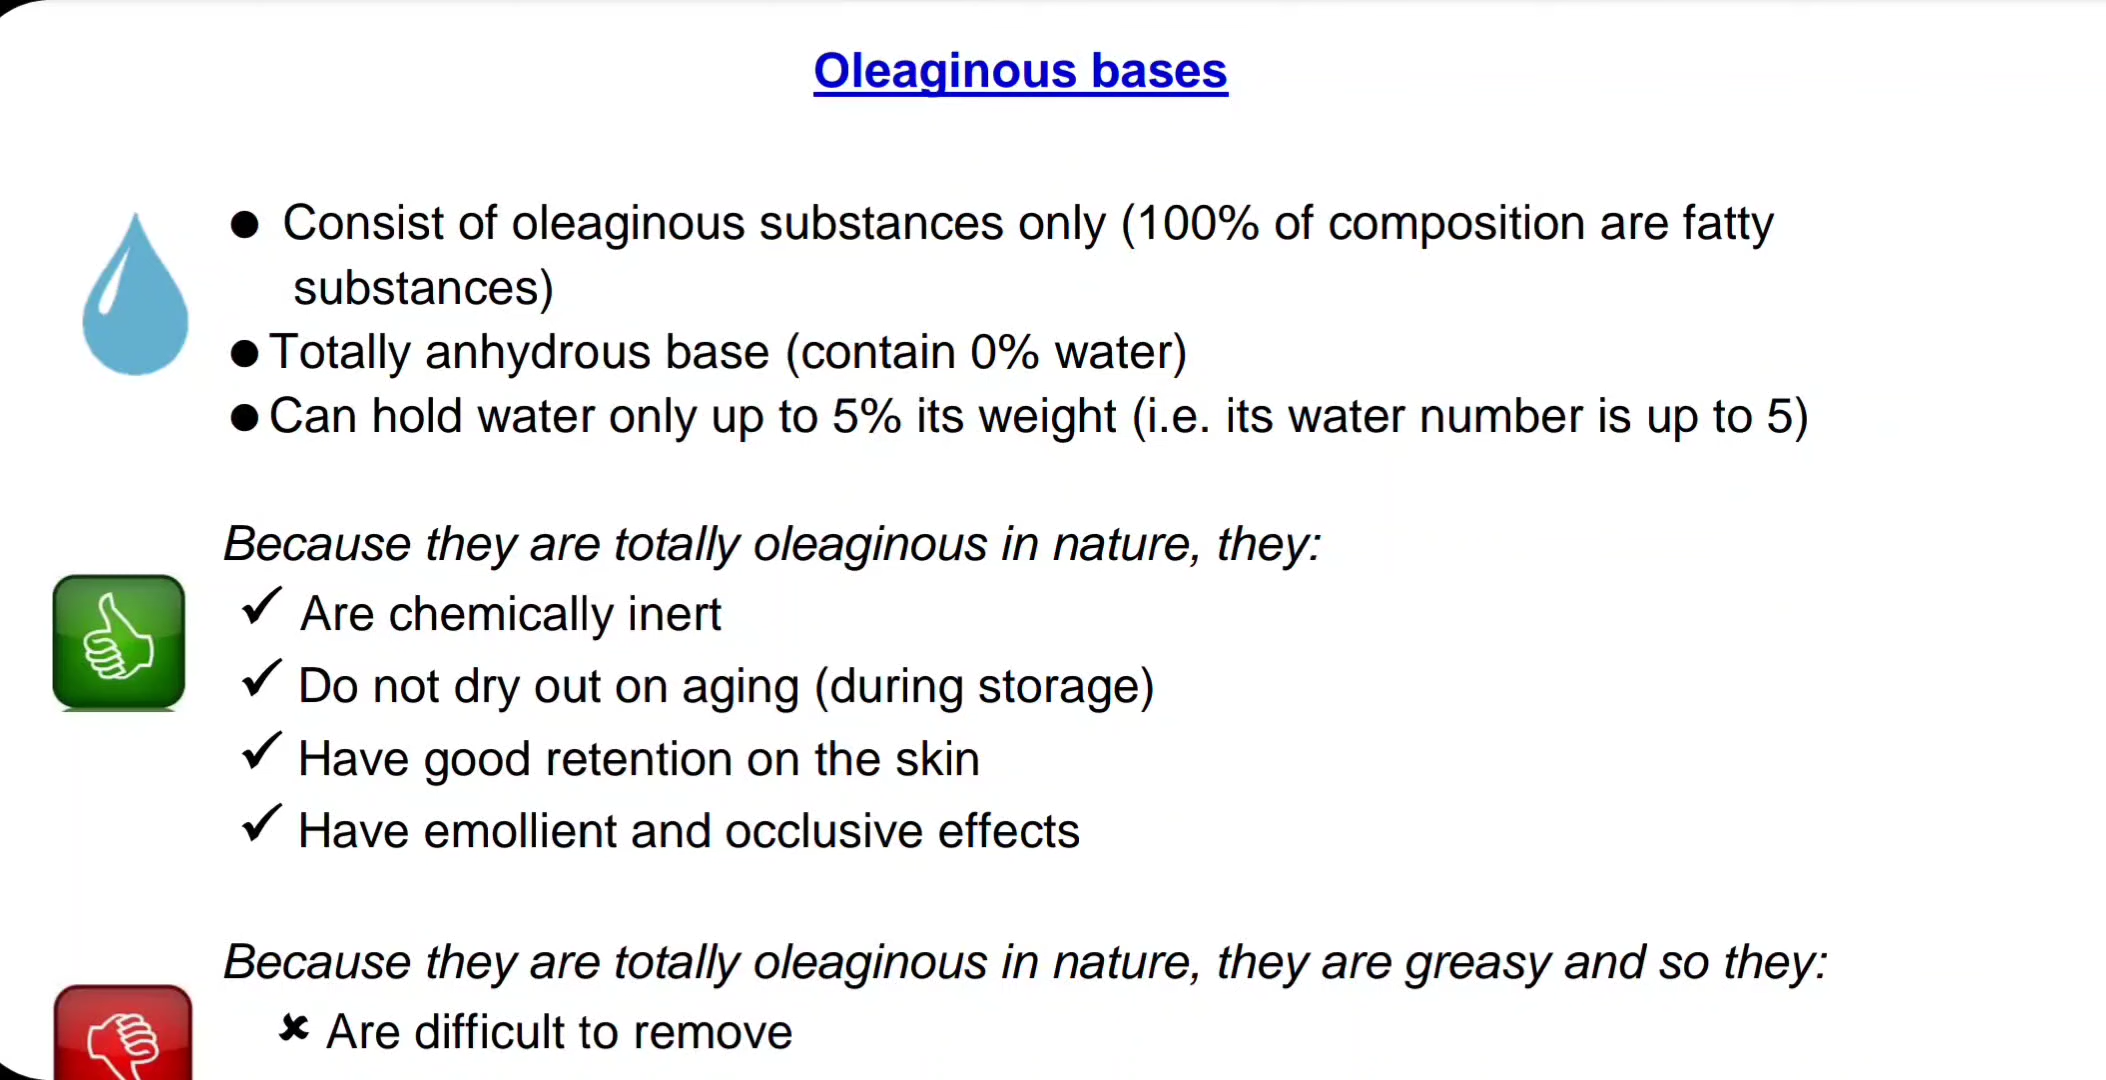 Oleaginous bases
● Consist of oleaginous substances only (100% of composition are fatty
substances)
● Totally anhydrous base (contain 0% water)
● Can hold water only up to 5% its weight (i.e. its water number is up to 5)
Because they are totally oleaginous in nature, they:
✓ Are chemically inert
✓ Do not dry out on aging (during storage)
✓ Have good retention on the skin
✓ Have emollient and occlusive effects
Because they are totally oleaginous in nature, they are greasy and so they:
✘ Are difficult to remove